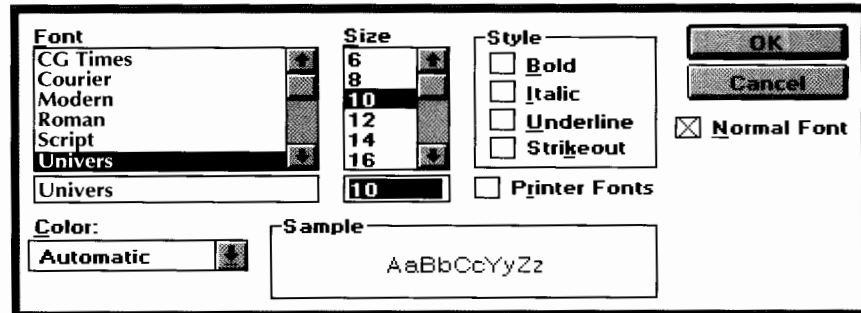 Font
CG Times
Courier
Modern
Roman
Script
Univers
Univers
Size
6
8
10
12
14
16
10
Style
Bold
Italic
Underline
Strikeout
Printer Fonts
OK
Cancel
Normal Font
Color:
Automatic
Sample
AaBbCcYyZz